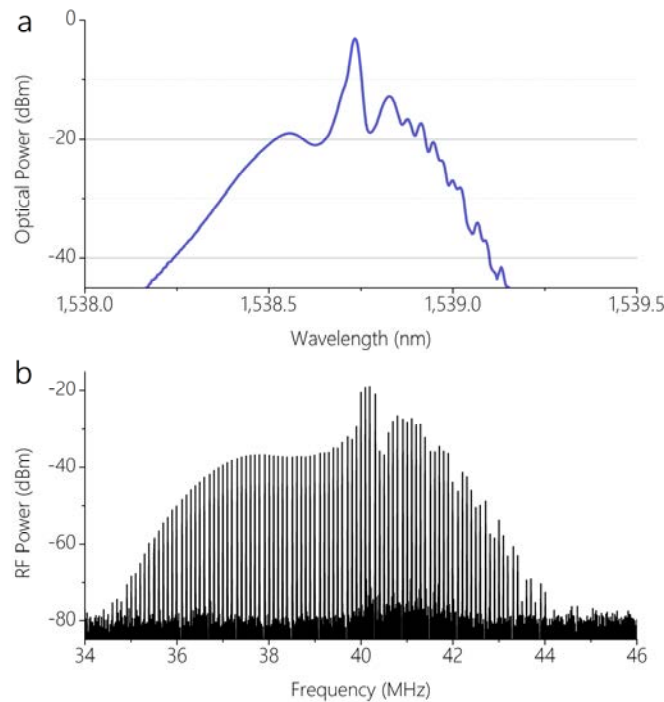 a
0
-20
-40
Optical Power (dBm)
1,538.0 1,538.5 1,539.0 1,539.5
Wavelength (nm)
b
-20
-40
-60
-80
RF Power (dBm)
34 36 38 40 42 44 46
Frequency (MHz)